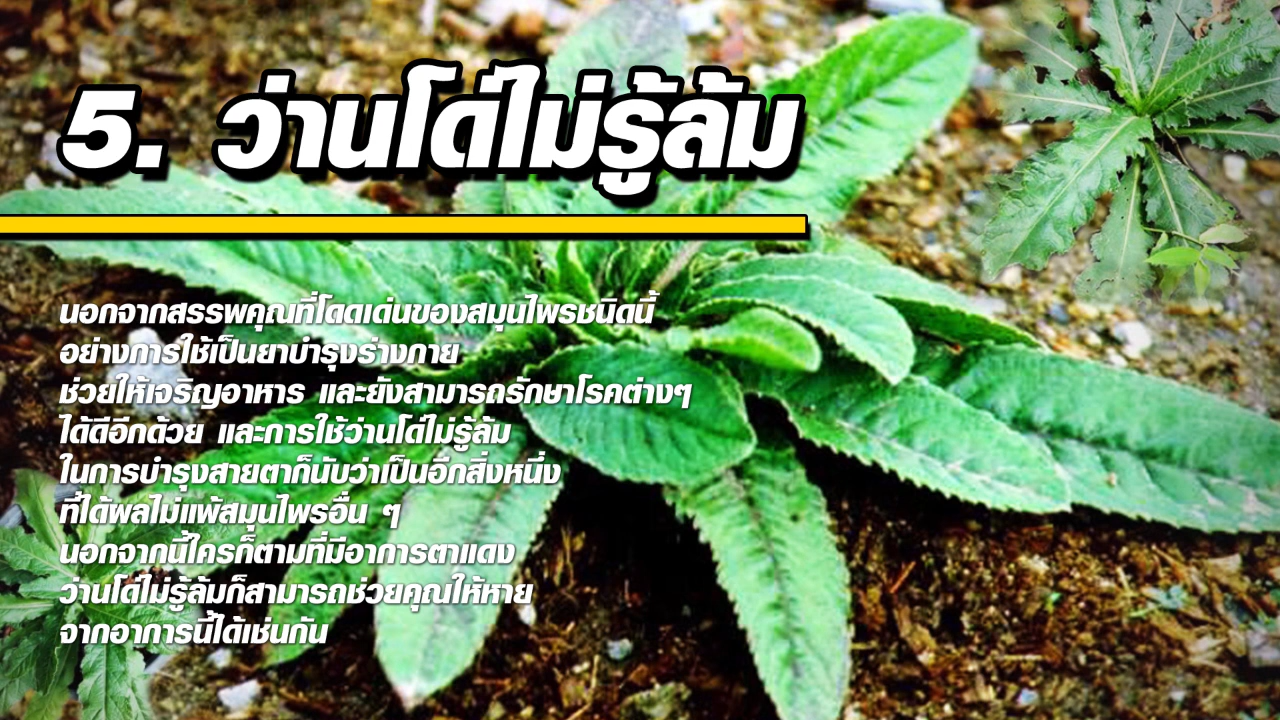 5. ว่านโด่ไม่รู้ล้ม
นอกจากสรรพคุณที่โดดเด่นของสมุนไพรชนิดนี้
อย่างการใช้เป็นยาบำรุงร่างกาย
ช่วยให้เจริญอาหาร และยังสามารถรักษาโรคต่างๆ
ได้ดีอีกด้วย และการใช้ว่านโด่ไม่รู้ล้ม
ในการบำรุงสายตาก็นับว่าเป็นอีกสิ่งหนึ่ง
ที่ได้ผลไม่แพ้สมุนไพรอื่น ๆ
นอกจากนี้ใครก็ตามที่มีอาการตาแดง
ว่านโด่ไม่รู้ล้มก็สามารถช่วยคุณให้หาย
จากอาการนี้ได้เช่นกัน